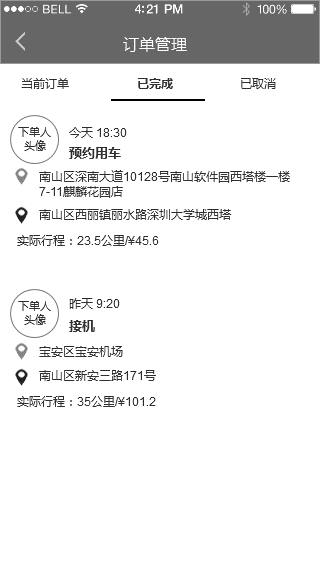 BELL 4:21 PM 100%
订单管理
当前订单 已完成 已取消
下单人
头像
今天 18:30
预约用车
南山区深南大道10128号南山软件园西塔楼一楼
7-11麒麟花园店
南山区西丽镇丽水路深圳大学城西塔
实际行程：23.5公里/¥45.6
下单人
头像
昨天 9:20
接机
宝安区宝安机场
南山区新安三路171号
实际行程：35公里/¥101.2